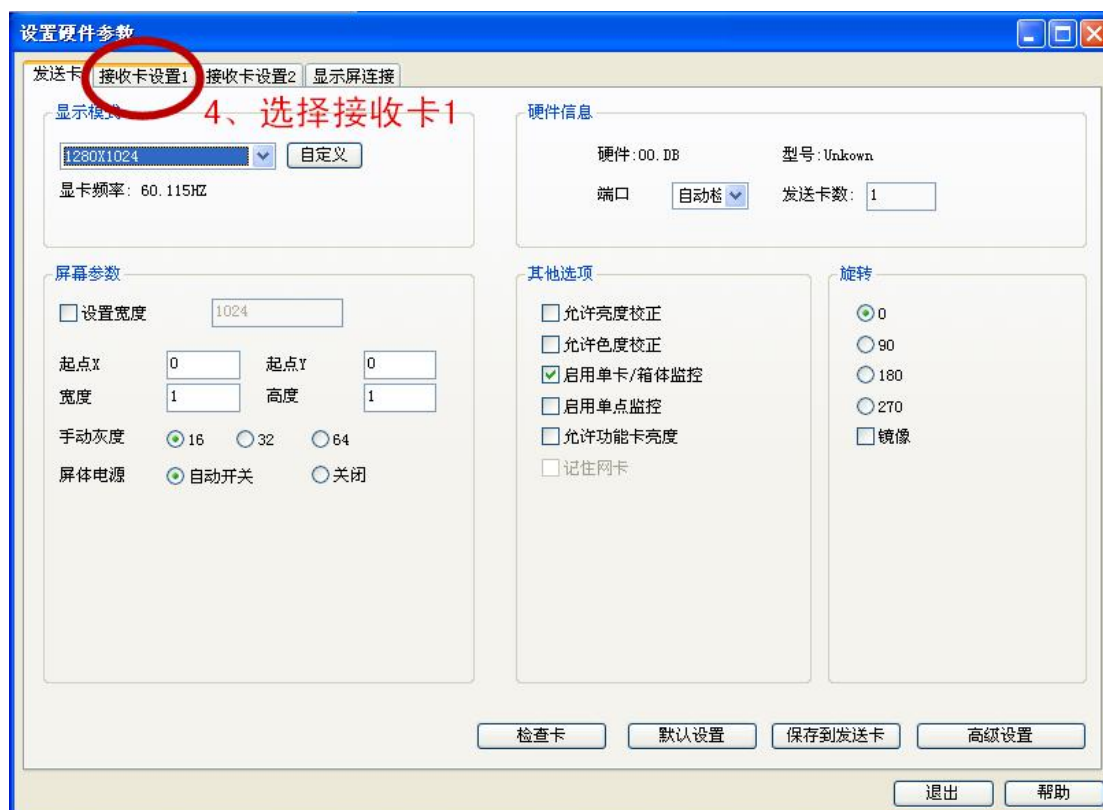 设置硬件参数
发送卡 接收卡设置1 接收卡设置2 显示屏连接
4、选择接收卡1
显示模式
1280X1024 自定义
显卡频率: 60.115HZ
硬件信息
硬件:00.DB 型号:Unkown
端口 自动检 发送卡数: 1
屏幕参数
设置宽度 1024
起点X 0 起点Y 0
宽度 1 高度 1
手动灰度 16 32 64
屏体电源 自动开关 关闭
其他选项
允许亮度校正
允许色度校正
启用单卡/箱体监控
启用单点监控
允许功能卡亮度
记住网卡
旋转
0
90
180
270
镜像
检查卡 默认设置 保存到发送卡 高级设置
退出 帮助